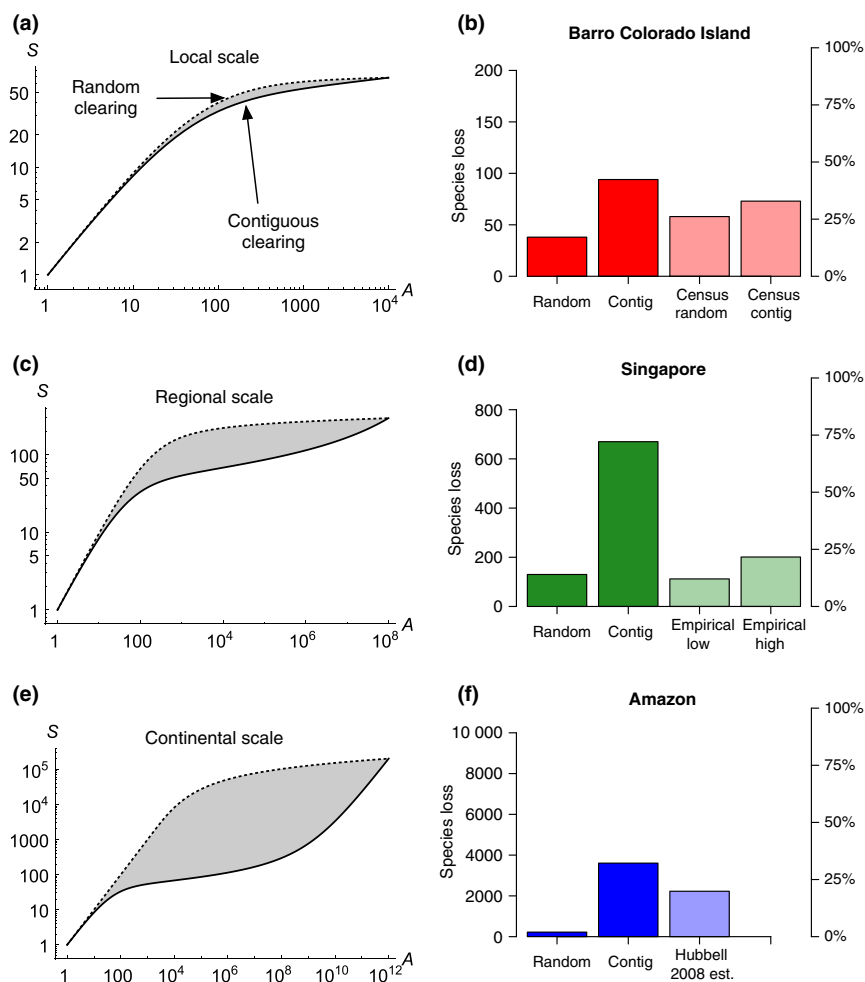 (a)
S
Local scale
Random
clearing
Contiguous
clearing
50
20
10
5
2
1
1
10
100
1000
10^4
A
(b)
Barro Colorado Island
Species loss
200
150
100
50
0
100%
75%
50%
25%
0%
Random
Contig
Census
random
Census
contig
(c)
S
Regional scale
100
50
10
5
1
1
100
10^4
10^6
10^8
A
(d)
Singapore
Species loss
800
600
400
200
0
100%
75%
50%
25%
0%
Random
Contig
Empirical
low
Empirical
high
(e)
S
Continental scale
10^5
10^4
1000
100
10
1
1
100
10^4
10^6
10^8
10^10
10^12
A
(f)
Amazon
Species loss
10 000
8000
6000
4000
2000
0
100%
75%
50%
25%
0%
Random
Contig
Hubbell
2008 est.